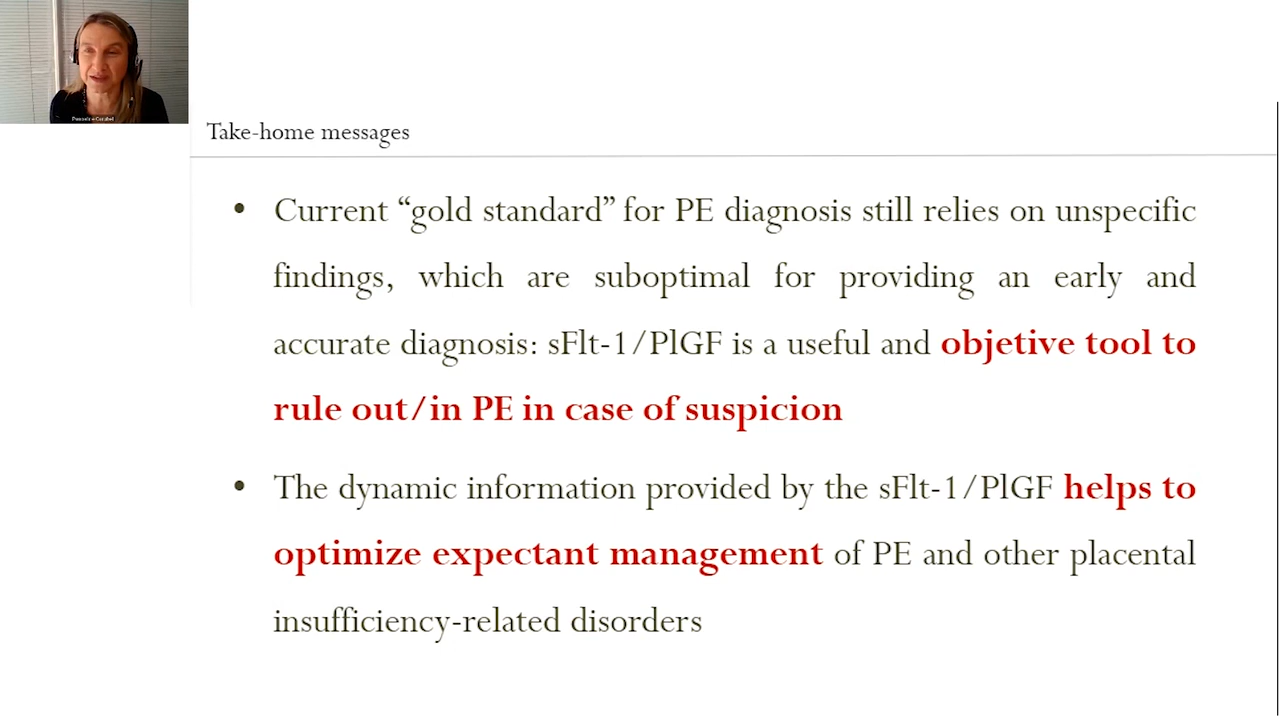 Take-home messages
• Current “gold standard” for PE diagnosis still relies on unspecific
findings, which are suboptimal for providing an early and
accurate diagnosis: sFlt-1/PlGF is a useful and objetive tool to
rule out/in PE in case of suspicion
• The dynamic information provided by the sFlt-1/PlGF helps to
optimize expectant management of PE and other placental
insufficiency-related disorders